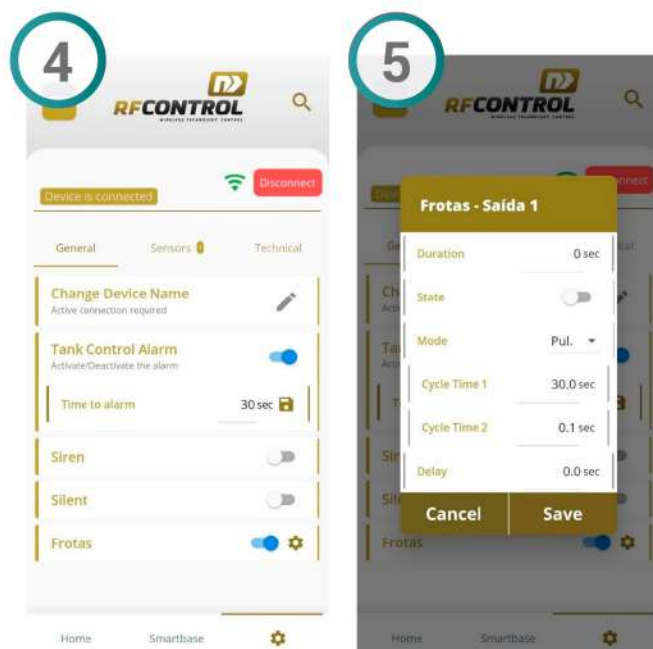 4
RFCONTROL
WIRELESS TECHNOLOGY CONTROL
Device is connected
Disconnect
General Sensors Technical
Change Device Name
Active connection required
Tank Control Alarm
Activate/Deactivate the alarm
Time to alarm 30 sec
Siren
Silent
Frotas
Home Smartbase
5
RFCONTROL
WIRELESS TECHNOLOGY CONTROL
Frotas - Saída 1
Duration 0 sec
State
Mode Pul.
Cycle Time 1 30.0 sec
Cycle Time 2 0.1 sec
Delay 0.0 sec
Cancel Save
Frotas
Home Smartbase